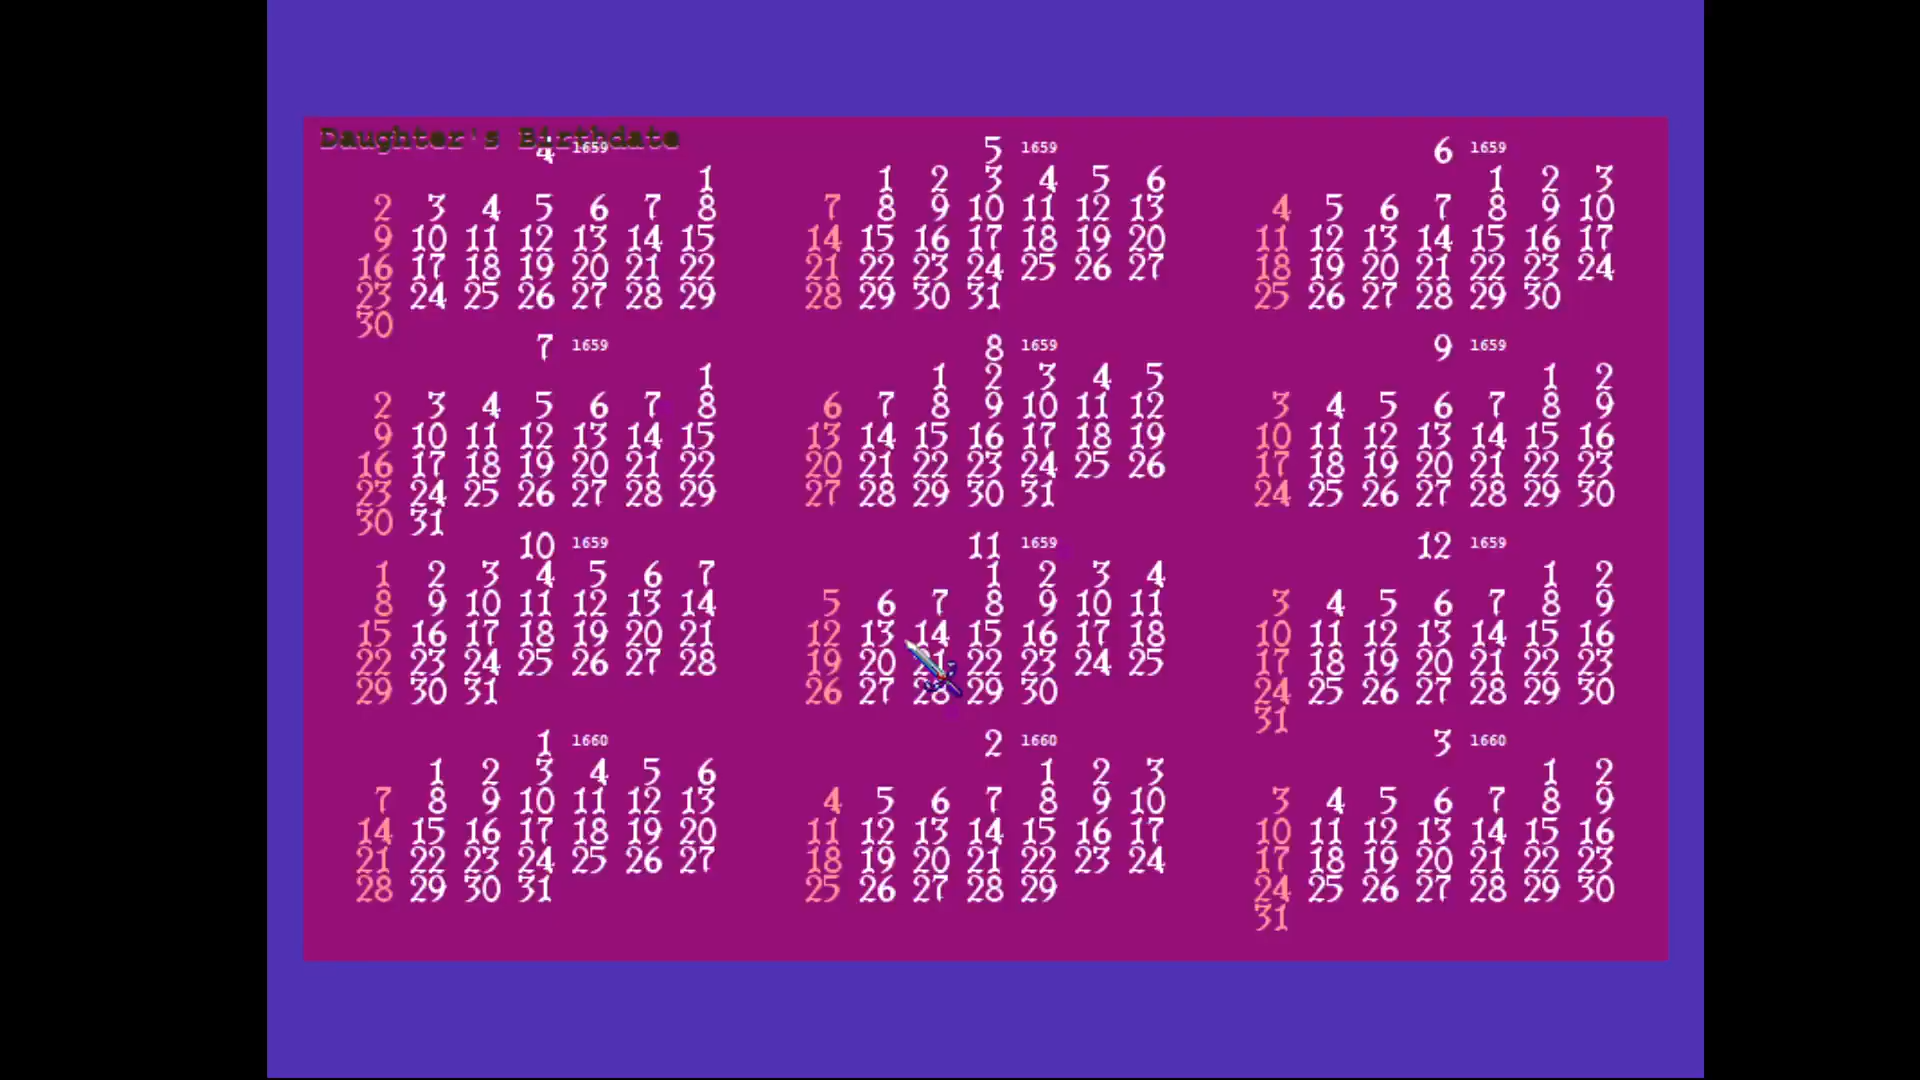 Daughter's Birthdate
4 1659 5 1659 6 1659
1 1 2 3 4 5 6 1 2 3
2 3 4 5 6 7 8 7 8 9 10 11 12 13 4 5 6 7 8 9 10
9 10 11 12 13 14 15 14 15 16 17 18 19 20 11 12 13 14 15 16 17
16 17 18 19 20 21 22 21 22 23 24 25 26 27 18 19 20 21 22 23 24
23 24 25 26 27 28 29 28 29 30 31 25 26 27 28 29 30
30
7 1659 8 1659 9 1659
1 1 2 3 4 5 1 2
2 3 4 5 6 7 8 6 7 8 9 10 11 12 3 4 5 6 7 8 9
9 10 11 12 13 14 15 13 14 15 16 17 18 19 10 11 12 13 14 15 16
16 17 18 19 20 21 22 20 21 22 23 24 25 26 17 18 19 20 21 22 23
23 24 25 26 27 28 29 27 28 29 30 31 24 25 26 27 28 29 30
30 31
10 1659 11 1659 12 1659
1 2 3 4 5 6 7 1 2 3 4 1 2
8 9 10 11 12 13 14 5 6 7 8 9 10 11 3 4 5 6 7 8 9
15 16 17 18 19 20 21 12 13 14 15 16 17 18 10 11 12 13 14 15 16
22 23 24 25 26 27 28 19 20 21 22 23 24 25 17 18 19 20 21 22 23
29 30 31 26 27 28 29 30 24 25 26 27 28 29 30
31
1 1660 2 1660 3 1660
1 2 3 4 5 6 1 2 3 1 2
7 8 9 10 11 12 13 4 5 6 7 8 9 10 3 4 5 6 7 8 9
14 15 16 17 18 19 20 11 12 13 14 15 16 17 10 11 12 13 14 15 16
21 22 23 24 25 26 27 18 19 20 21 22 23 24 17 18 19 20 21 22 23
28 29 30 31 25 26 27 28 29 24 25 26 27 28 29 30
31